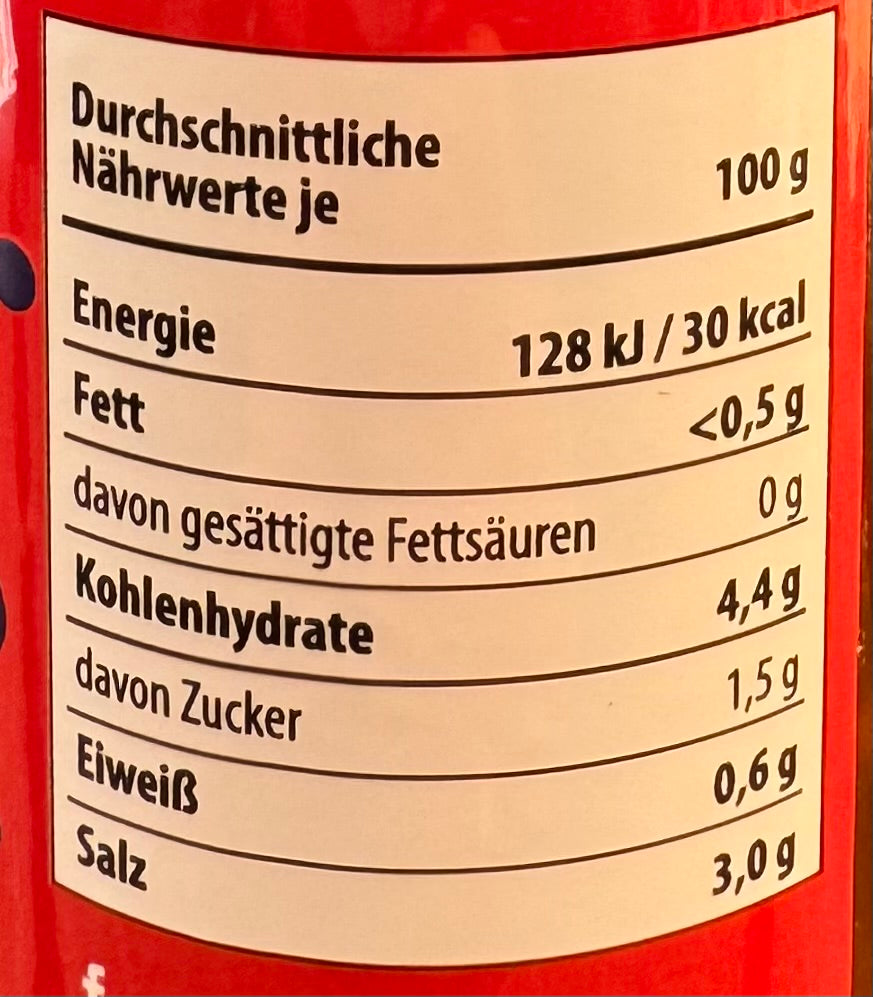 Durchschnittliche
Nährwerte je 100 g
Energie 128 kJ / 30 kcal
Fett <0,5 g
davon gesättigte Fettsäuren 0 g
Kohlenhydrate 4,4 g
davon Zucker 1,5 g
Eiweiß 0,6 g
Salz 3,0 g
f